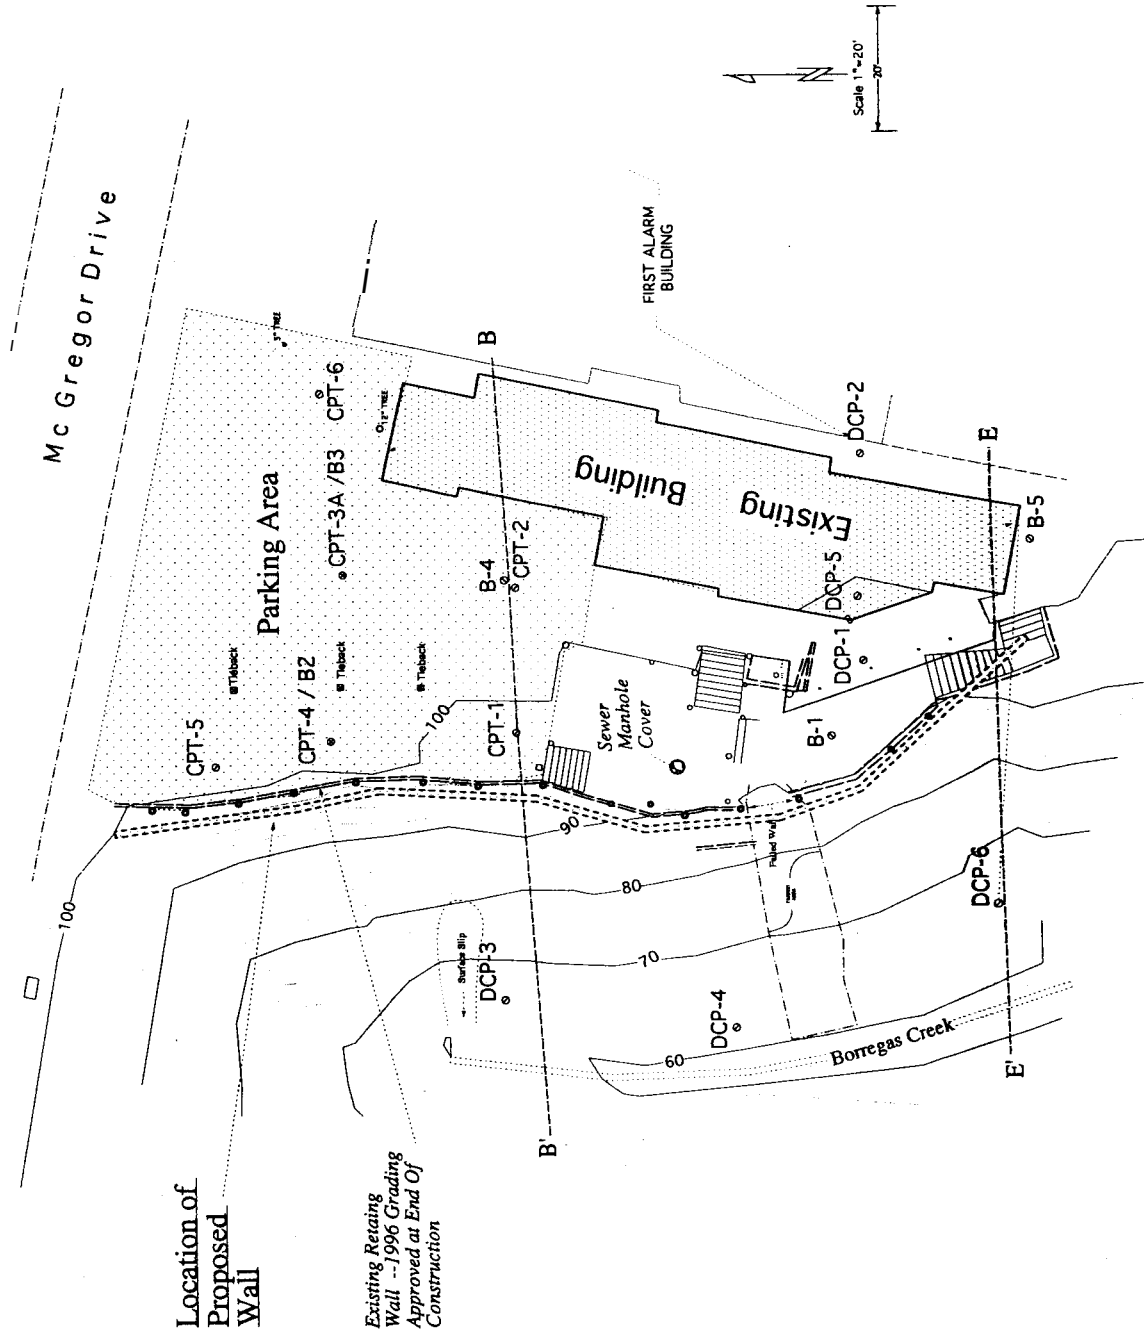 Mc Gregor Drive
Scale 1"=20'
20'
FIRST ALARM
BUILDING
3" TREE
12" TREE
Parking Area
CPT-6
CPT-3A /B3
Tieback
Tieback
Tieback
CPT-5
CPT-4 / B2
B
B-4
CPT-2
CPT-1
100
Existing
Building
DCP-2
E
B-5
DCP-5
DCP-1
B-1
Sewer
Manhole
Cover
90
80
70
60
100
Failed Wall
DCP-6
Surface Slip
DCP-3
DCP-4
Borregas Creek
B'
E'
Location of
Proposed
Wall
Existing Retaing
Wall --1996 Grading
Approved at End Of
Construction